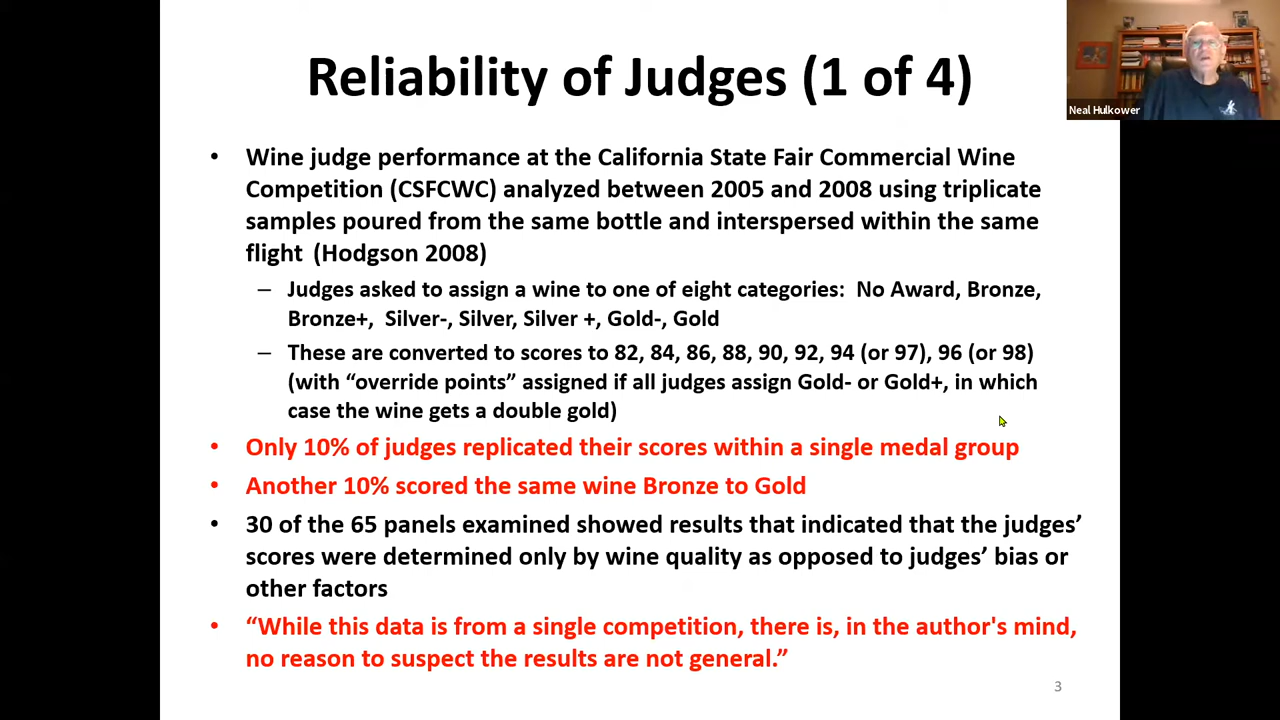 Reliability of Judges (1 of 4)
Neal Hulkower
• Wine judge performance at the California State Fair Commercial Wine
Competition (CSFCWC) analyzed between 2005 and 2008 using triplicate
samples poured from the same bottle and interspersed within the same
flight (Hodgson 2008)
– Judges asked to assign a wine to one of eight categories: No Award, Bronze,
Bronze+, Silver-, Silver, Silver +, Gold-, Gold
– These are converted to scores to 82, 84, 86, 88, 90, 92, 94 (or 97), 96 (or 98)
(with “override points” assigned if all judges assign Gold- or Gold+, in which
case the wine gets a double gold)
• Only 10% of judges replicated their scores within a single medal group
• Another 10% scored the same wine Bronze to Gold
• 30 of the 65 panels examined showed results that indicated that the judges’
scores were determined only by wine quality as opposed to judges’ bias or
other factors
• “While this data is from a single competition, there is, in the author's mind,
no reason to suspect the results are not general.”
3